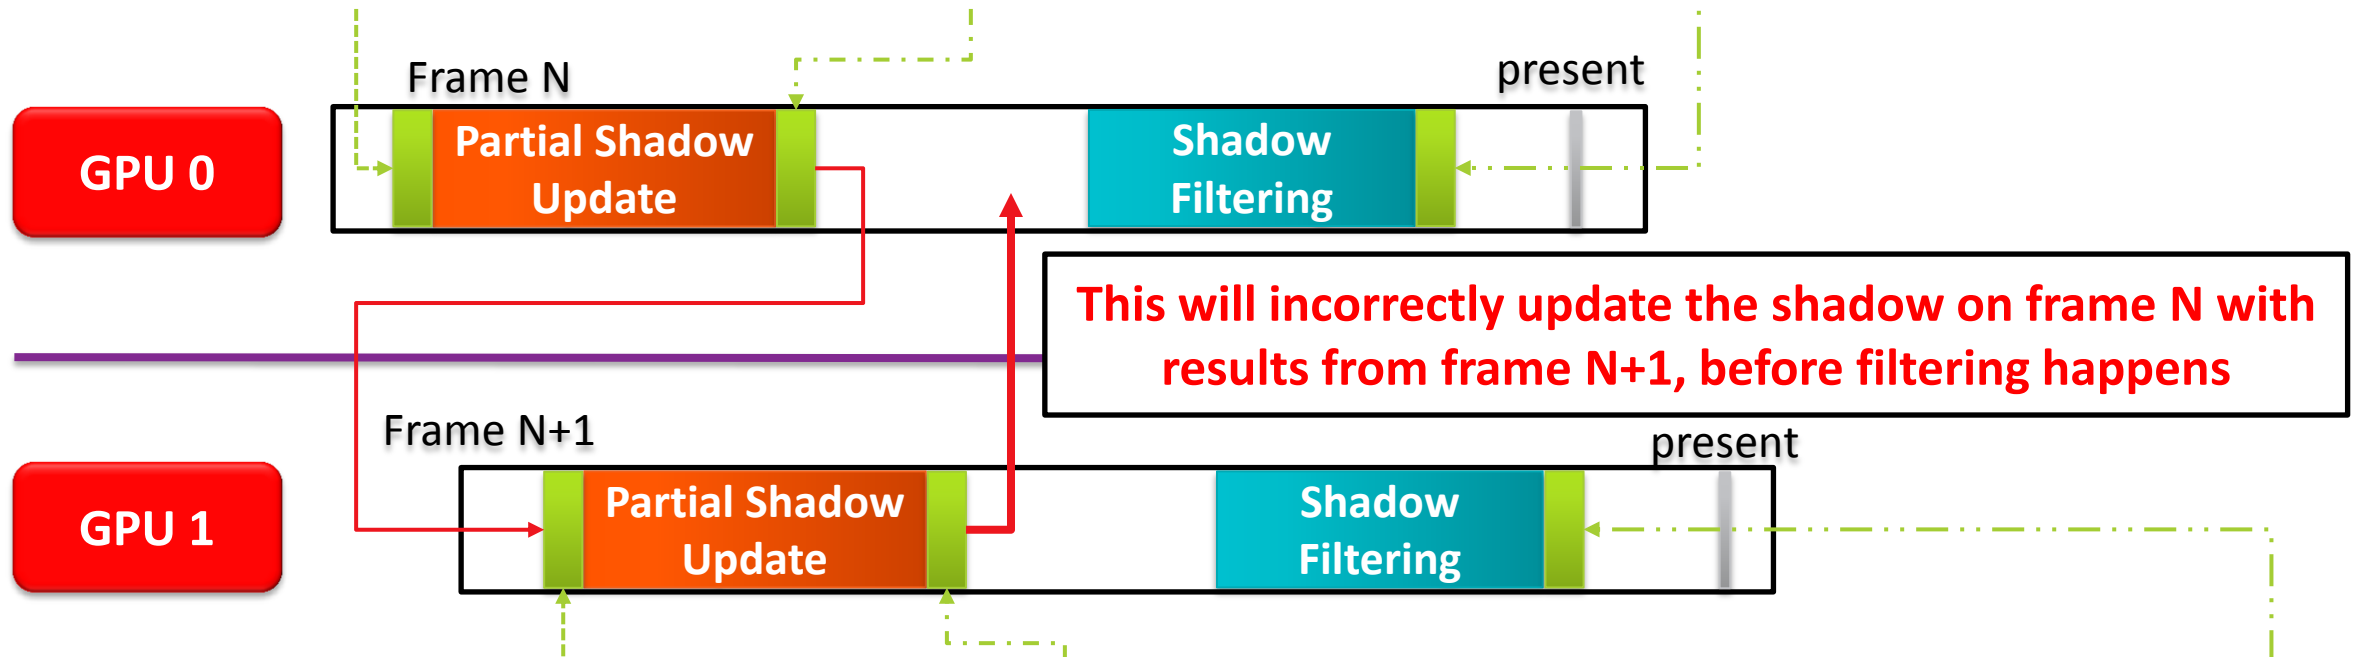 Frame N
present
GPU 0
Partial Shadow
Update
Shadow
Filtering
This will incorrectly update the shadow on frame N with
results from frame N+1, before filtering happens
Frame N+1
present
GPU 1
Partial Shadow
Update
Shadow
Filtering